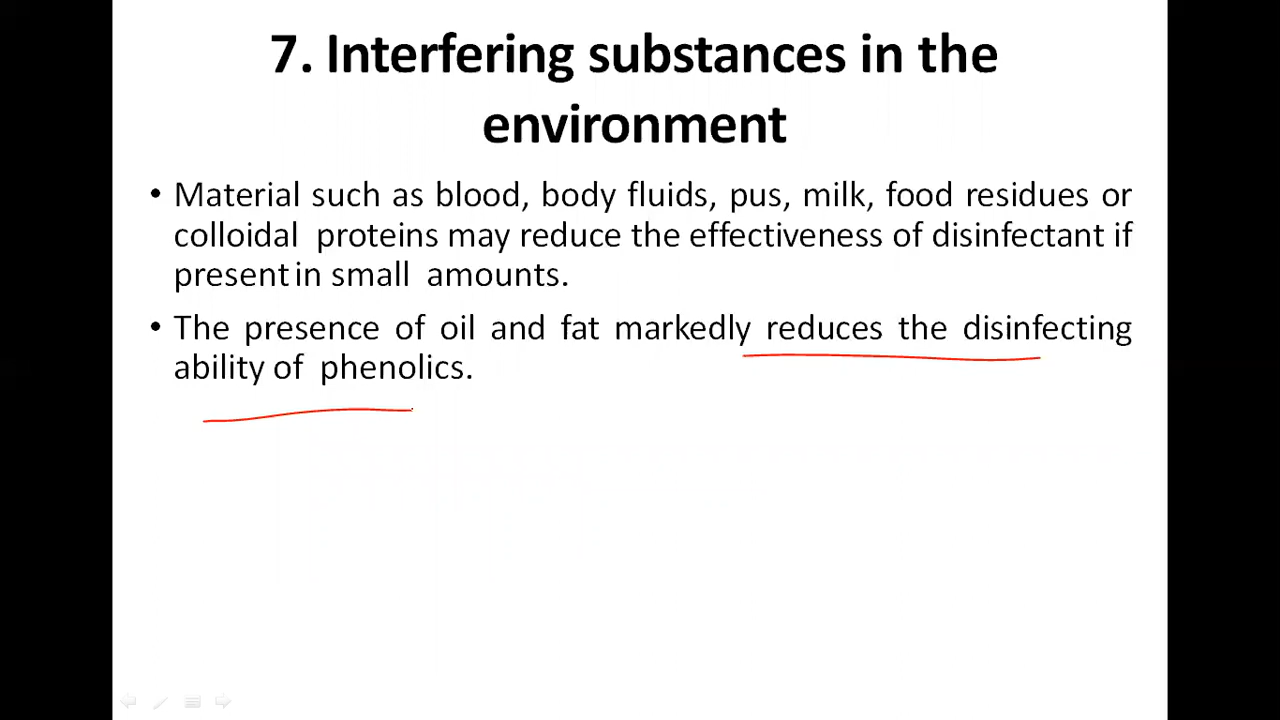 7. Interfering substances in the
environment
• Material such as blood, body fluids, pus, milk, food residues or
colloidal proteins may reduce the effectiveness of disinfectant if
present in small amounts.
• The presence of oil and fat markedly reduces the disinfecting
ability of phenolics.